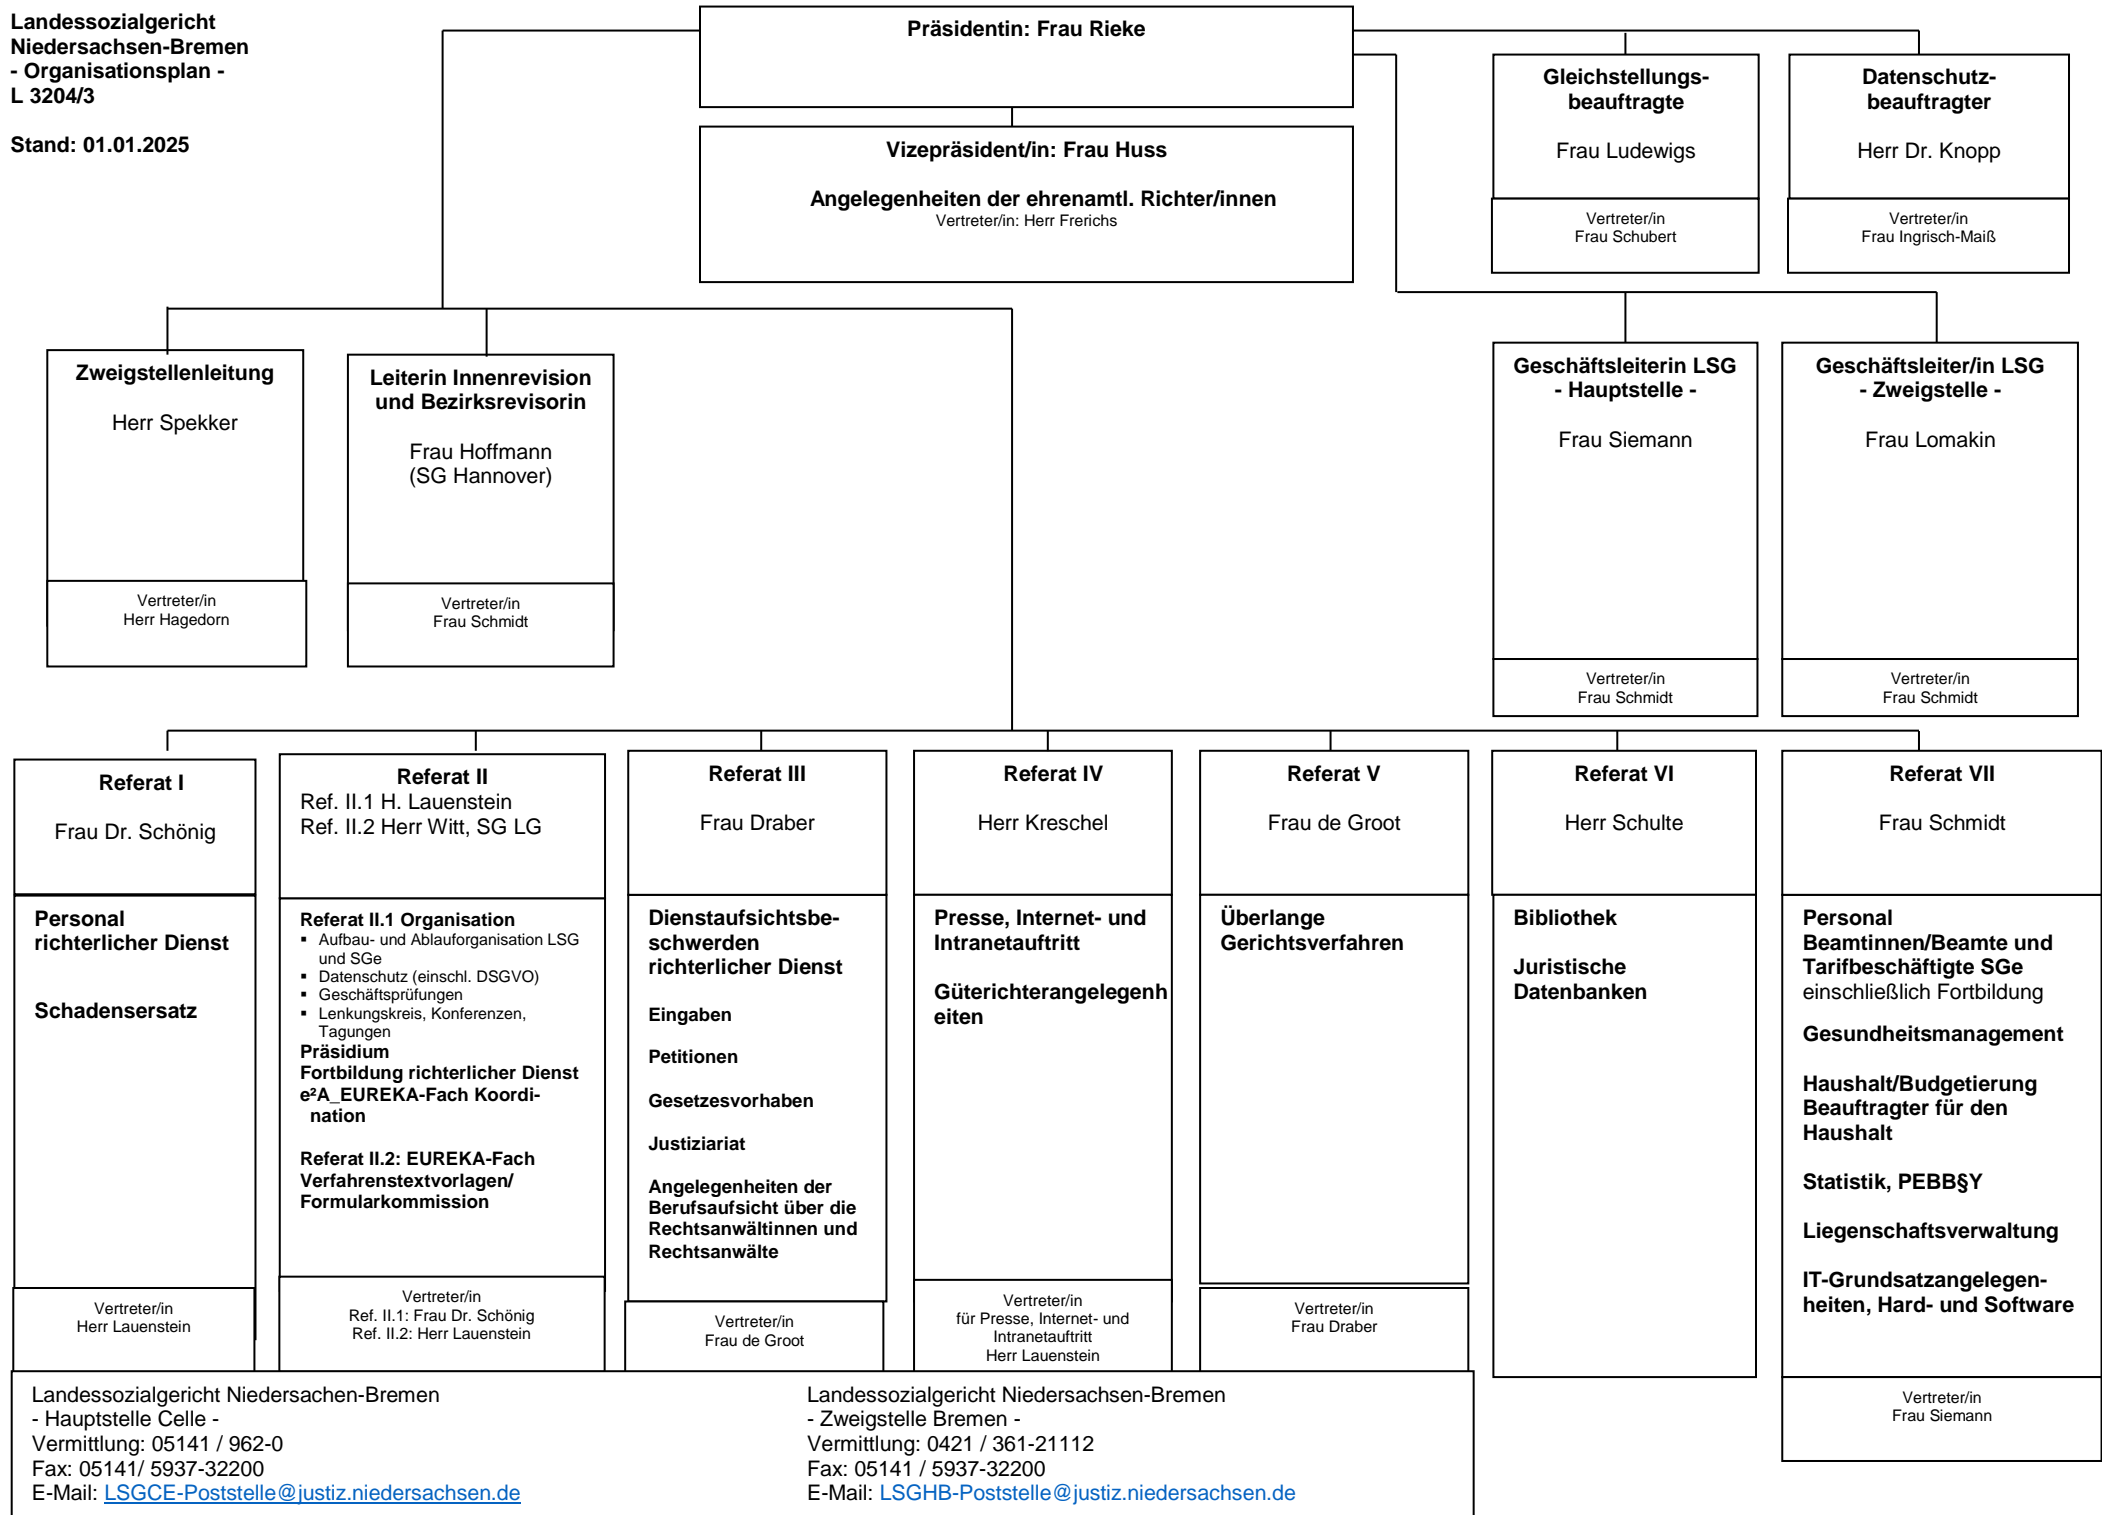 Landessozialgericht
Niedersachsen-Bremen
- Organisationsplan -
L 3204/3
Stand: 01.01.2025
Präsidentin: Frau Rieke
Vizepräsident/in: Frau Huss
Angelegenheiten der ehrenamtl. Richter/innen
Vertreter/in: Herr Frerichs
Gleichstellungs-
beauftragte
Frau Ludewigs
Vertreter/in
Frau Schubert
Datenschutz-
beauftragter
Herr Dr. Knopp
Vertreter/in
Frau Ingrisch-Maiß
Zweigstellenleitung
Herr Spekker
Vertreter/in
Herr Hagedorn
Leiterin Innenrevision
und Bezirksrevisorin
Frau Hoffmann
(SG Hannover)
Vertreter/in
Frau Schmidt
Geschäftsleiterin LSG
- Hauptstelle -
Frau Siemann
Vertreter/in
Frau Schmidt
Geschäftsleiter/in LSG
- Zweigstelle -
Frau Lomakin
Vertreter/in
Frau Schmidt
Referat I
Frau Dr. Schönig
Personal
richterlicher Dienst
Schadensersatz
Vertreter/in
Herr Lauenstein
Referat II
Ref. II.1 H. Lauenstein
Ref. II.2 Herr Witt, SG LG
Referat II.1 Organisation
▪ Aufbau- und Ablauforganisation LSG
und SGe
▪ Datenschutz (einschl. DSGVO)
▪ Geschäftsprüfungen
▪ Lenkungskreis, Konferenzen,
Tagungen
Präsidium
Fortbildung richterlicher Dienst
e²A_EUREKA-Fach Koordi-
nation
Referat II.2: EUREKA-Fach
Verfahrenstextvorlagen/
Formularkommission
Vertreter/in
Ref. II.1: Frau Dr. Schönig
Ref. II.2: Herr Lauenstein
Referat III
Frau Draber
Dienstaufsichtsbe-
schwerden
richterlicher Dienst
Eingaben
Petitionen
Gesetzesvorhaben
Justiziariat
Angelegenheiten der
Berufsaufsicht über die
Rechtsanwältinnen und
Rechtsanwälte
Vertreter/in
Frau de Groot
Referat IV
Herr Kreschel
Presse, Internet- und
Intranetauftritt
Güterichterangelegenh
eiten
Vertreter/in
für Presse, Internet- und
Intranetauftritt
Herr Lauenstein
Referat V
Frau de Groot
Überlange
Gerichtsverfahren
Vertreter/in
Frau Draber
Referat VI
Herr Schulte
Bibliothek
Juristische
Datenbanken
Referat VII
Frau Schmidt
Personal
Beamtinnen/Beamte und
Tarifbeschäftigte SGe
einschließlich Fortbildung
Gesundheitsmanagement
Haushalt/Budgetierung
Beauftragter für den
Haushalt
Statistik, PEBB§Y
Liegenschaftsverwaltung
IT-Grundsatzangelegen-
heiten, Hard- und Software
Vertreter/in
Frau Siemann
Landessozialgericht Niedersachen-Bremen
- Hauptstelle Celle -
Vermittlung: 05141 / 962-0
Fax: 05141/ 5937-32200
E-Mail: LSGCE-Poststelle@justiz.niedersachsen.de
Landessozialgericht Niedersachsen-Bremen
- Zweigstelle Bremen -
Vermittlung: 0421 / 361-21112
Fax: 05141 / 5937-32200
E-Mail: LSGHB-Poststelle@justiz.niedersachsen.de